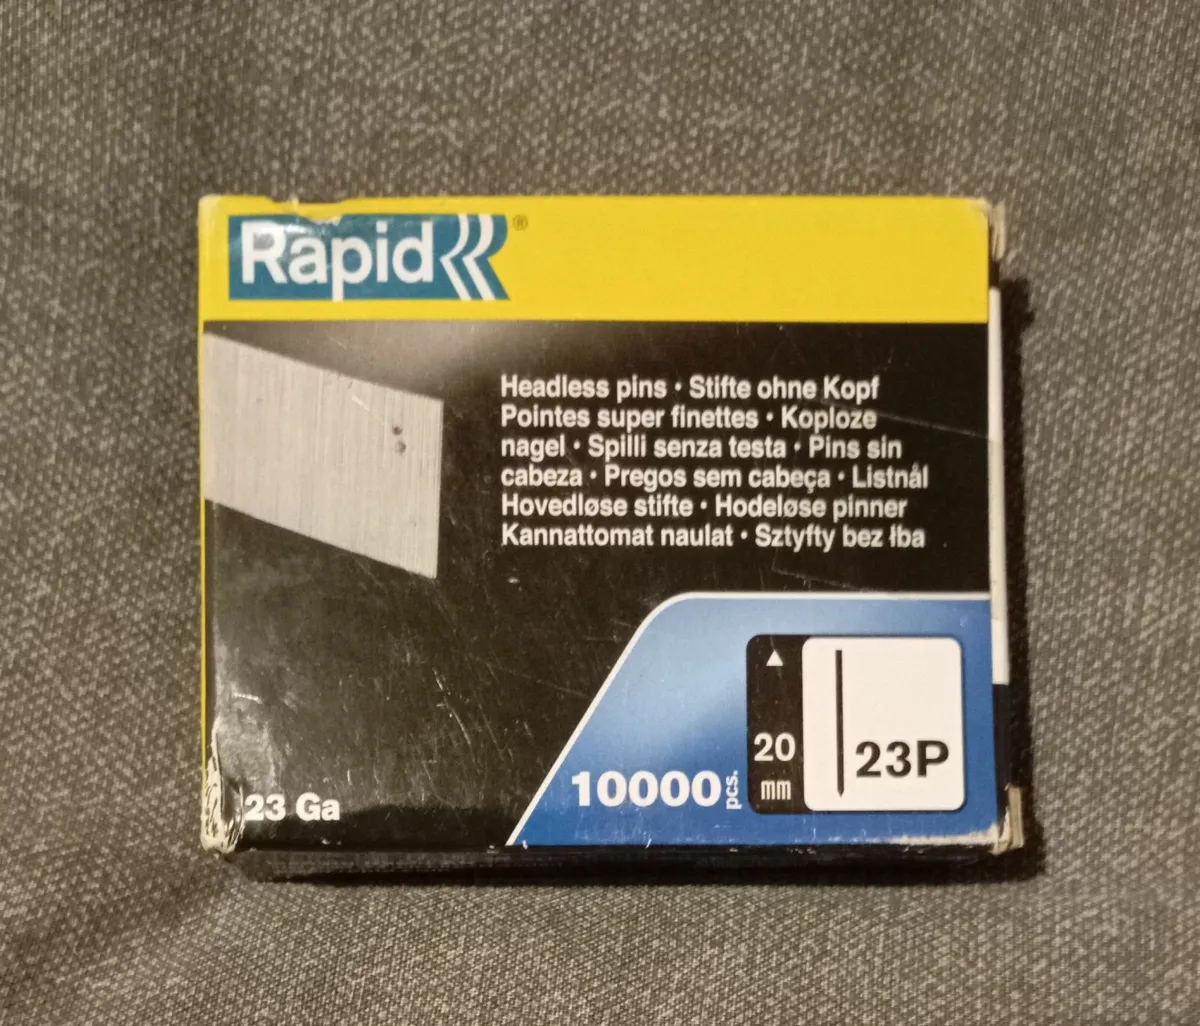 Rapid®
Headless pins • Stifte ohne Kopf
Pointes super finettes • Koploze
nagel • Spilli senza testa • Pins sin
cabeza • Pregos sem cabeça • Listnål
Hovedløse stifte • Hodeløse pinner
Kannattomat naulat • Sztyfty bez łba
20
mm
23P
10000 pcs.
23 Ga